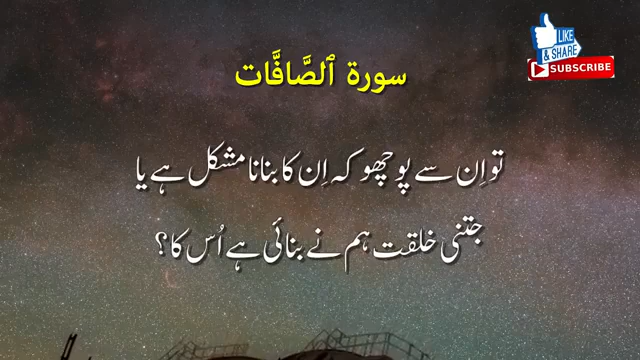 سورة ٱلصَّافَّات
LIKE
& SHARE
SUBSCRIBE
تو اِن سے پوچھو کہ اِن کا بنانا مشکل ہے یا
جتنی خلقت ہم نے بنائی ہے اُس کا؟